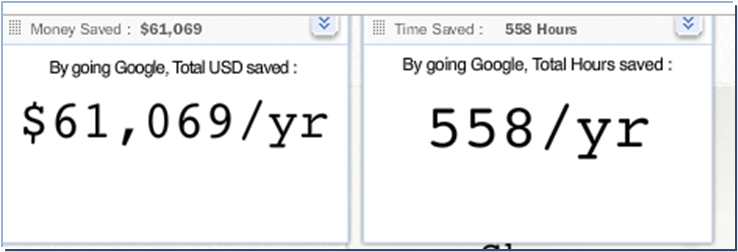 Money Saved : $61,069
By going Google, Total USD saved :
$61,069/yr
Time Saved : 558 Hours
By going Google, Total Hours saved :
558/yr